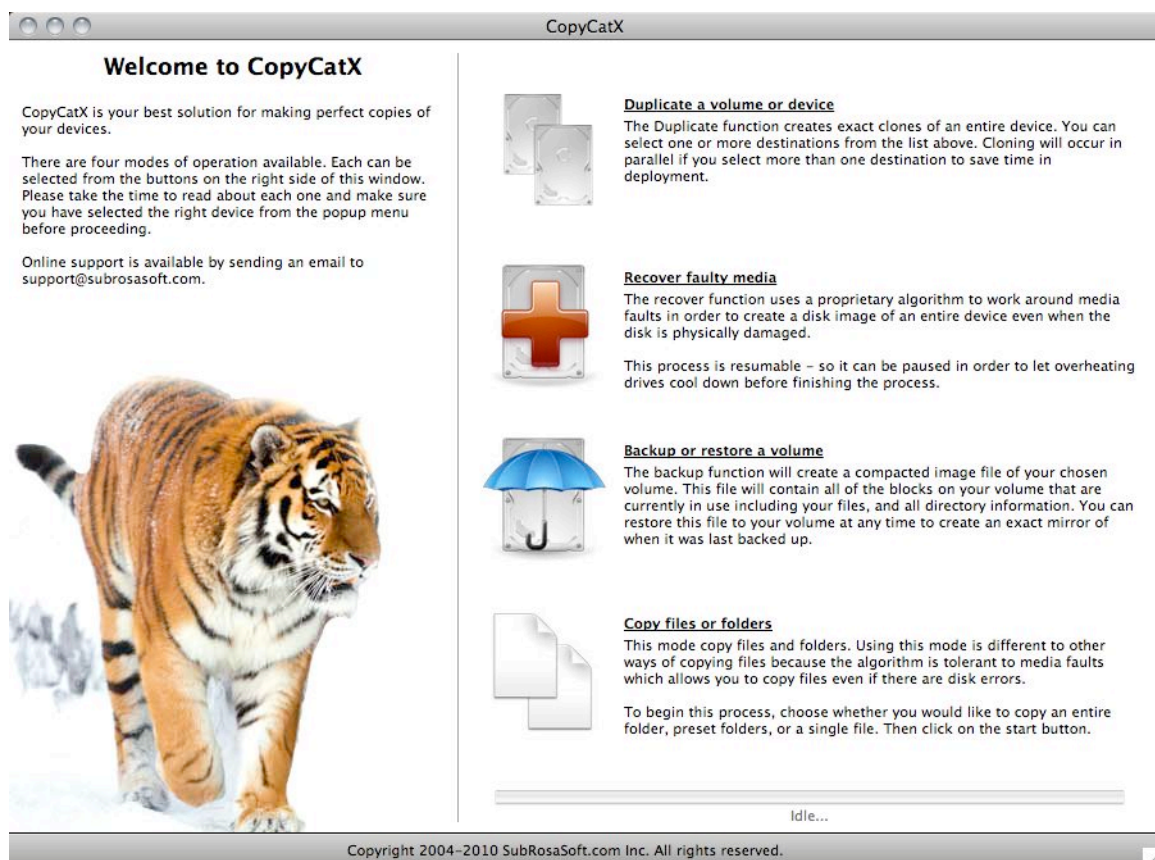 CopyCatX
Welcome to CopyCatX
CopyCatX is your best solution for making perfect copies of
your devices.
There are four modes of operation available. Each can be
selected from the buttons on the right side of this window.
Please take the time to read about each one and make sure
you have selected the right device from the popup menu
before proceeding.
Online support is available by sending an email to
support@subrosasoft.com.
Duplicate a volume or device
The Duplicate function creates exact clones of an entire device. You can
select one or more destinations from the list above. Cloning will occur in
parallel if you select more than one destination to save time in
deployment.
Recover faulty media
The recover function uses a proprietary algorithm to work around media
faults in order to create a disk image of an entire device even when the
disk is physically damaged.
This process is resumable – so it can be paused in order to let overheating
drives cool down before finishing the process.
Backup or restore a volume
The backup function will create a compacted image file of your chosen
volume. This file will contain all of the blocks on your volume that are
currently in use including your files, and all directory information. You can
restore this file to your volume at any time to create an exact mirror of
when it was last backed up.
Copy files or folders
This mode copy files and folders. Using this mode is different to other
ways of copying files because the algorithm is tolerant to media faults
which allows you to copy files even if there are disk errors.
To begin this process, choose whether you would like to copy an entire
folder, preset folders, or a single file. Then click on the start button.
Idle...
Copyright 2004–2010 SubRosaSoft.com Inc. All rights reserved.